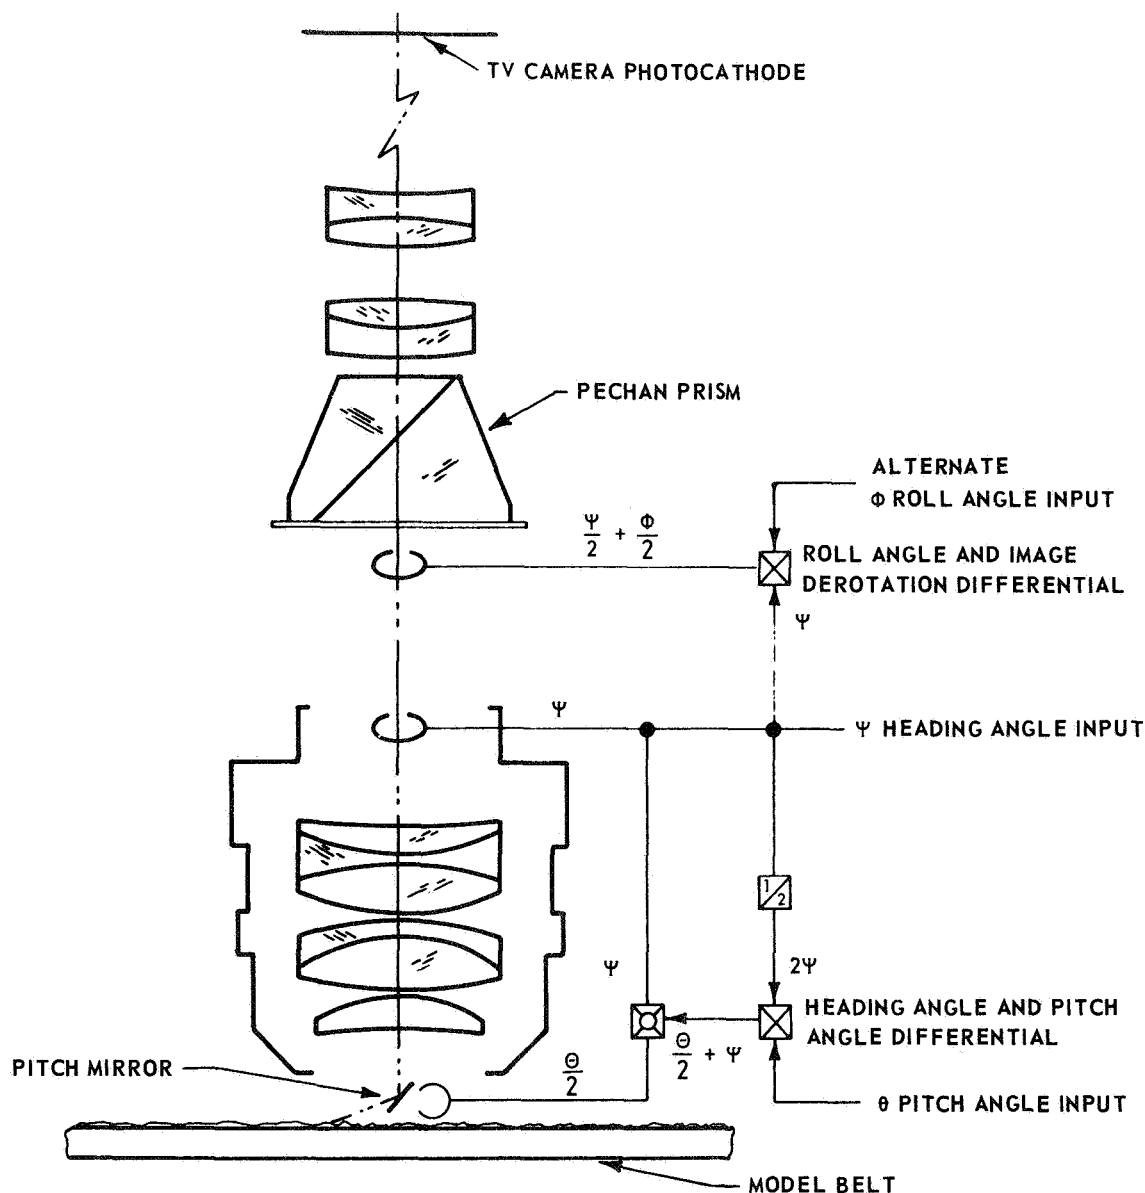 TV CAMERA PHOTOCATHODE
PECHAN PRISM
ALTERNATE
Φ ROLL ANGLE INPUT
Ψ/2 + Φ/2
ROLL ANGLE AND IMAGE
DEROTATION DIFFERENTIAL
Ψ
Ψ
Ψ HEADING ANGLE INPUT
1/2
Ψ
2Ψ
HEADING ANGLE AND PITCH
ANGLE DIFFERENTIAL
Θ/2 + Ψ
PITCH MIRROR
Θ/2
θ PITCH ANGLE INPUT
MODEL BELT